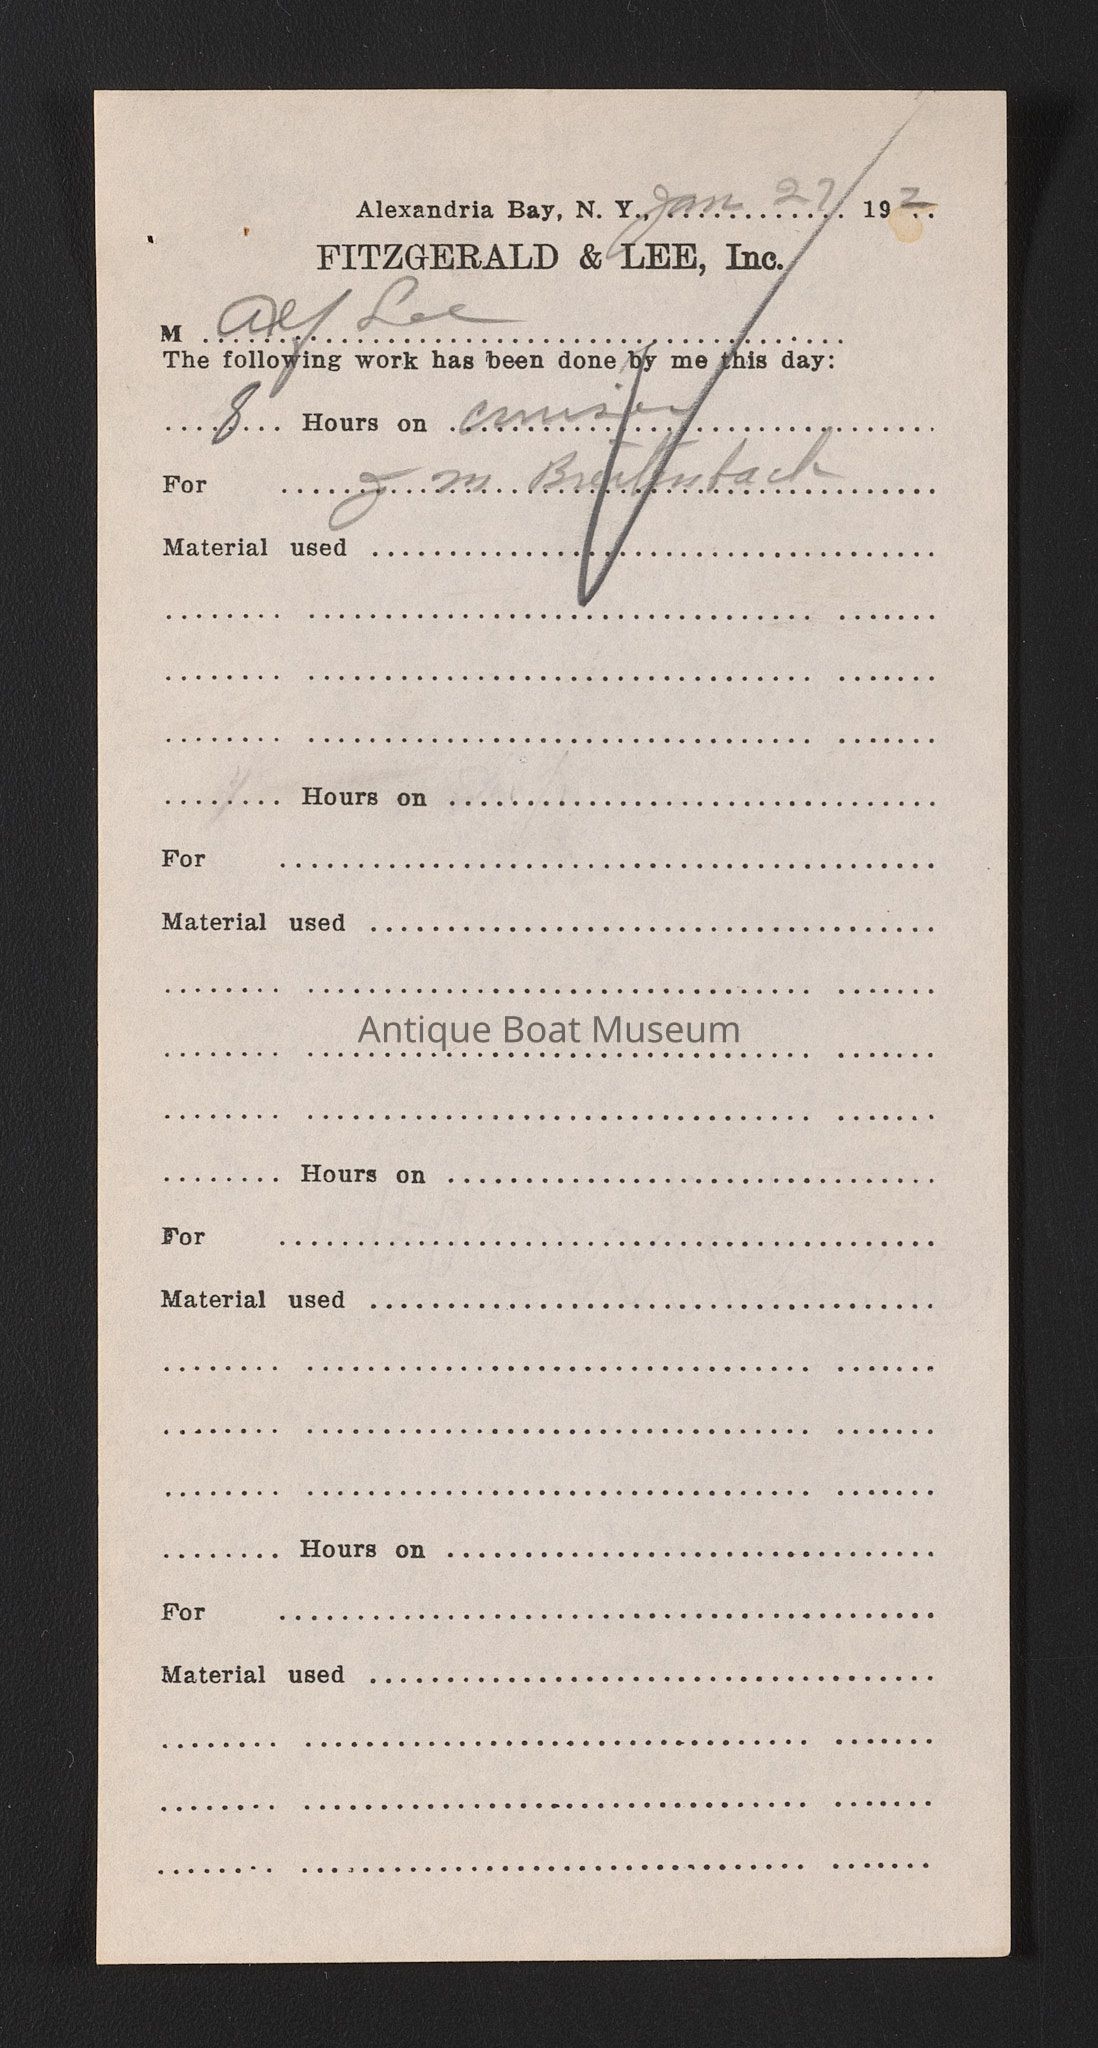 Alexandria Bay, N. Y., Jan 27 192
FITZGERALD & LEE, Inc.
M Alf Lee
The following work has been done by me this day:
8 Hours on cruiser
For J M Breitenbach
Material used
Hours on
For
Material used
Antique Boat Museum
Hours on
For
Material used
Hours on
For
Material used